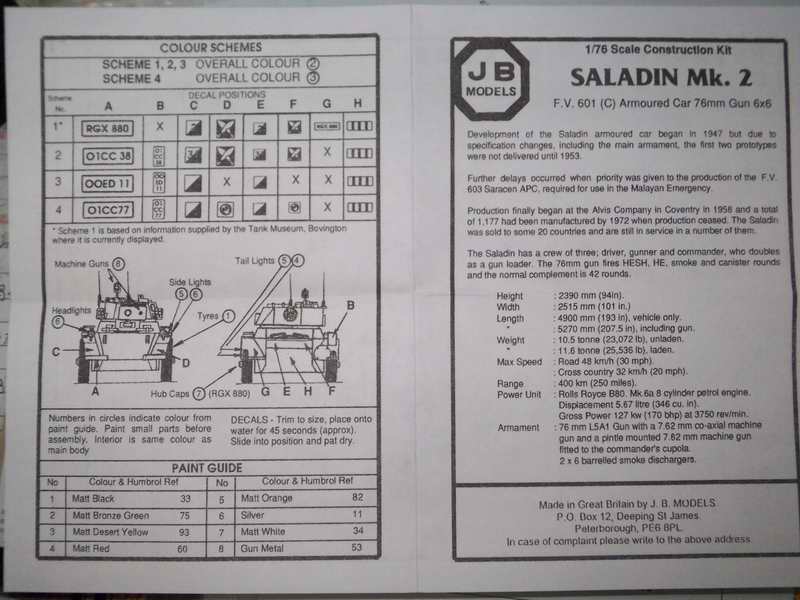 COLOUR SCHEMES
SCHEME 1, 2, 3 OVERALL COLOUR 2
SCHEME 4 OVERALL COLOUR 3
Scheme No. A B DECAL POSITIONS C D E F G H
1* RGX 880 X RGX 880
2 O1CC 38 O1 CC 38 X
3 OOED 11 OO ED 11 X X X
4 O1CC77 O1 CC 77 X
* Scheme 1 is based on information supplied by the Tank Museum, Bovington
where it is currently displayed.
Machine Guns 8
Tail Lights 5 4
Side Lights
5 6
Headlights
6
Tyres 1
B
C
D
A
Hub Caps 7 (RGX 880)
G E H F
Numbers in circles indicate colour from
paint guide. Paint small parts before
assembly. Interior is same colour as
main body
DECALS - Trim to size, place onto
water for 45 seconds (approx).
Slide into position and pat dry.
PAINT GUIDE
No Colour & Humbrol Ref No Colour & Humbrol Ref
1 Matt Black 33 5 Matt Orange 82
2 Matt Bronze Green 75 6 Silver 11
3 Matt Desert Yellow 93 7 Matt White 34
4 Matt Red 60 8 Gun Metal 53
JB
MODELS
1/76 Scale Construction Kit
SALADIN Mk. 2
F.V. 601 (C) Armoured Car 76mm Gun 6x6
Development of the Saladin armoured car began in 1947 but due to
specification changes, including the main armament, the first two prototypes
were not delivered until 1953.
Further delays occurred when priority was given to the production of the F.V.
603 Saracen APC, required for use in the Malayan Emergency.
Production finally began at the Alvis Company in Coventry in 1958 and a total
of 1,177 had been manufactured by 1972 when production ceased. The Saladin
was sold to some 20 countries and are still in service in a number of them.
The Saladin has a crew of three; driver, gunner and commander, who doubles
as a gun loader. The 76mm gun fires HESH, HE, smoke and canister rounds
and the normal complement is 42 rounds.
Height : 2390 mm (94in).
Width : 2515 mm (101 in.)
Length : 4900 mm (193 in), vehicle only.
" : 5270 mm (207.5 in), including gun.
Weight : 10.5 tonne (23,072 lb), unladen.
" : 11.6 tonne (25,536 lb), laden.
Max Speed : Road 48 km/h (30 mph).
: Cross country 32 km/h (20 mph).
Range : 400 km (250 miles).
Power Unit : Rolls Royce B80. Mk.6a 8 cylinder petrol engine.
Displacement 5.67 litre (346 cu. in).
Gross Power 127 kw (170 bhp) at 3750 rev/min.
Armament : 76 mm L5A1 Gun with a 7.62 mm co-axial machine
gun and a pintle mounted 7.62 mm machine gun
fitted to the commander's cupola.
2 x 6 barrelled smoke dischargers.
Made in Great Britain by J. B. MODELS.
P.O. Box 12, Deeping St James.
Peterborough, PE6 8PL.
In case of complaint please write to the above address.